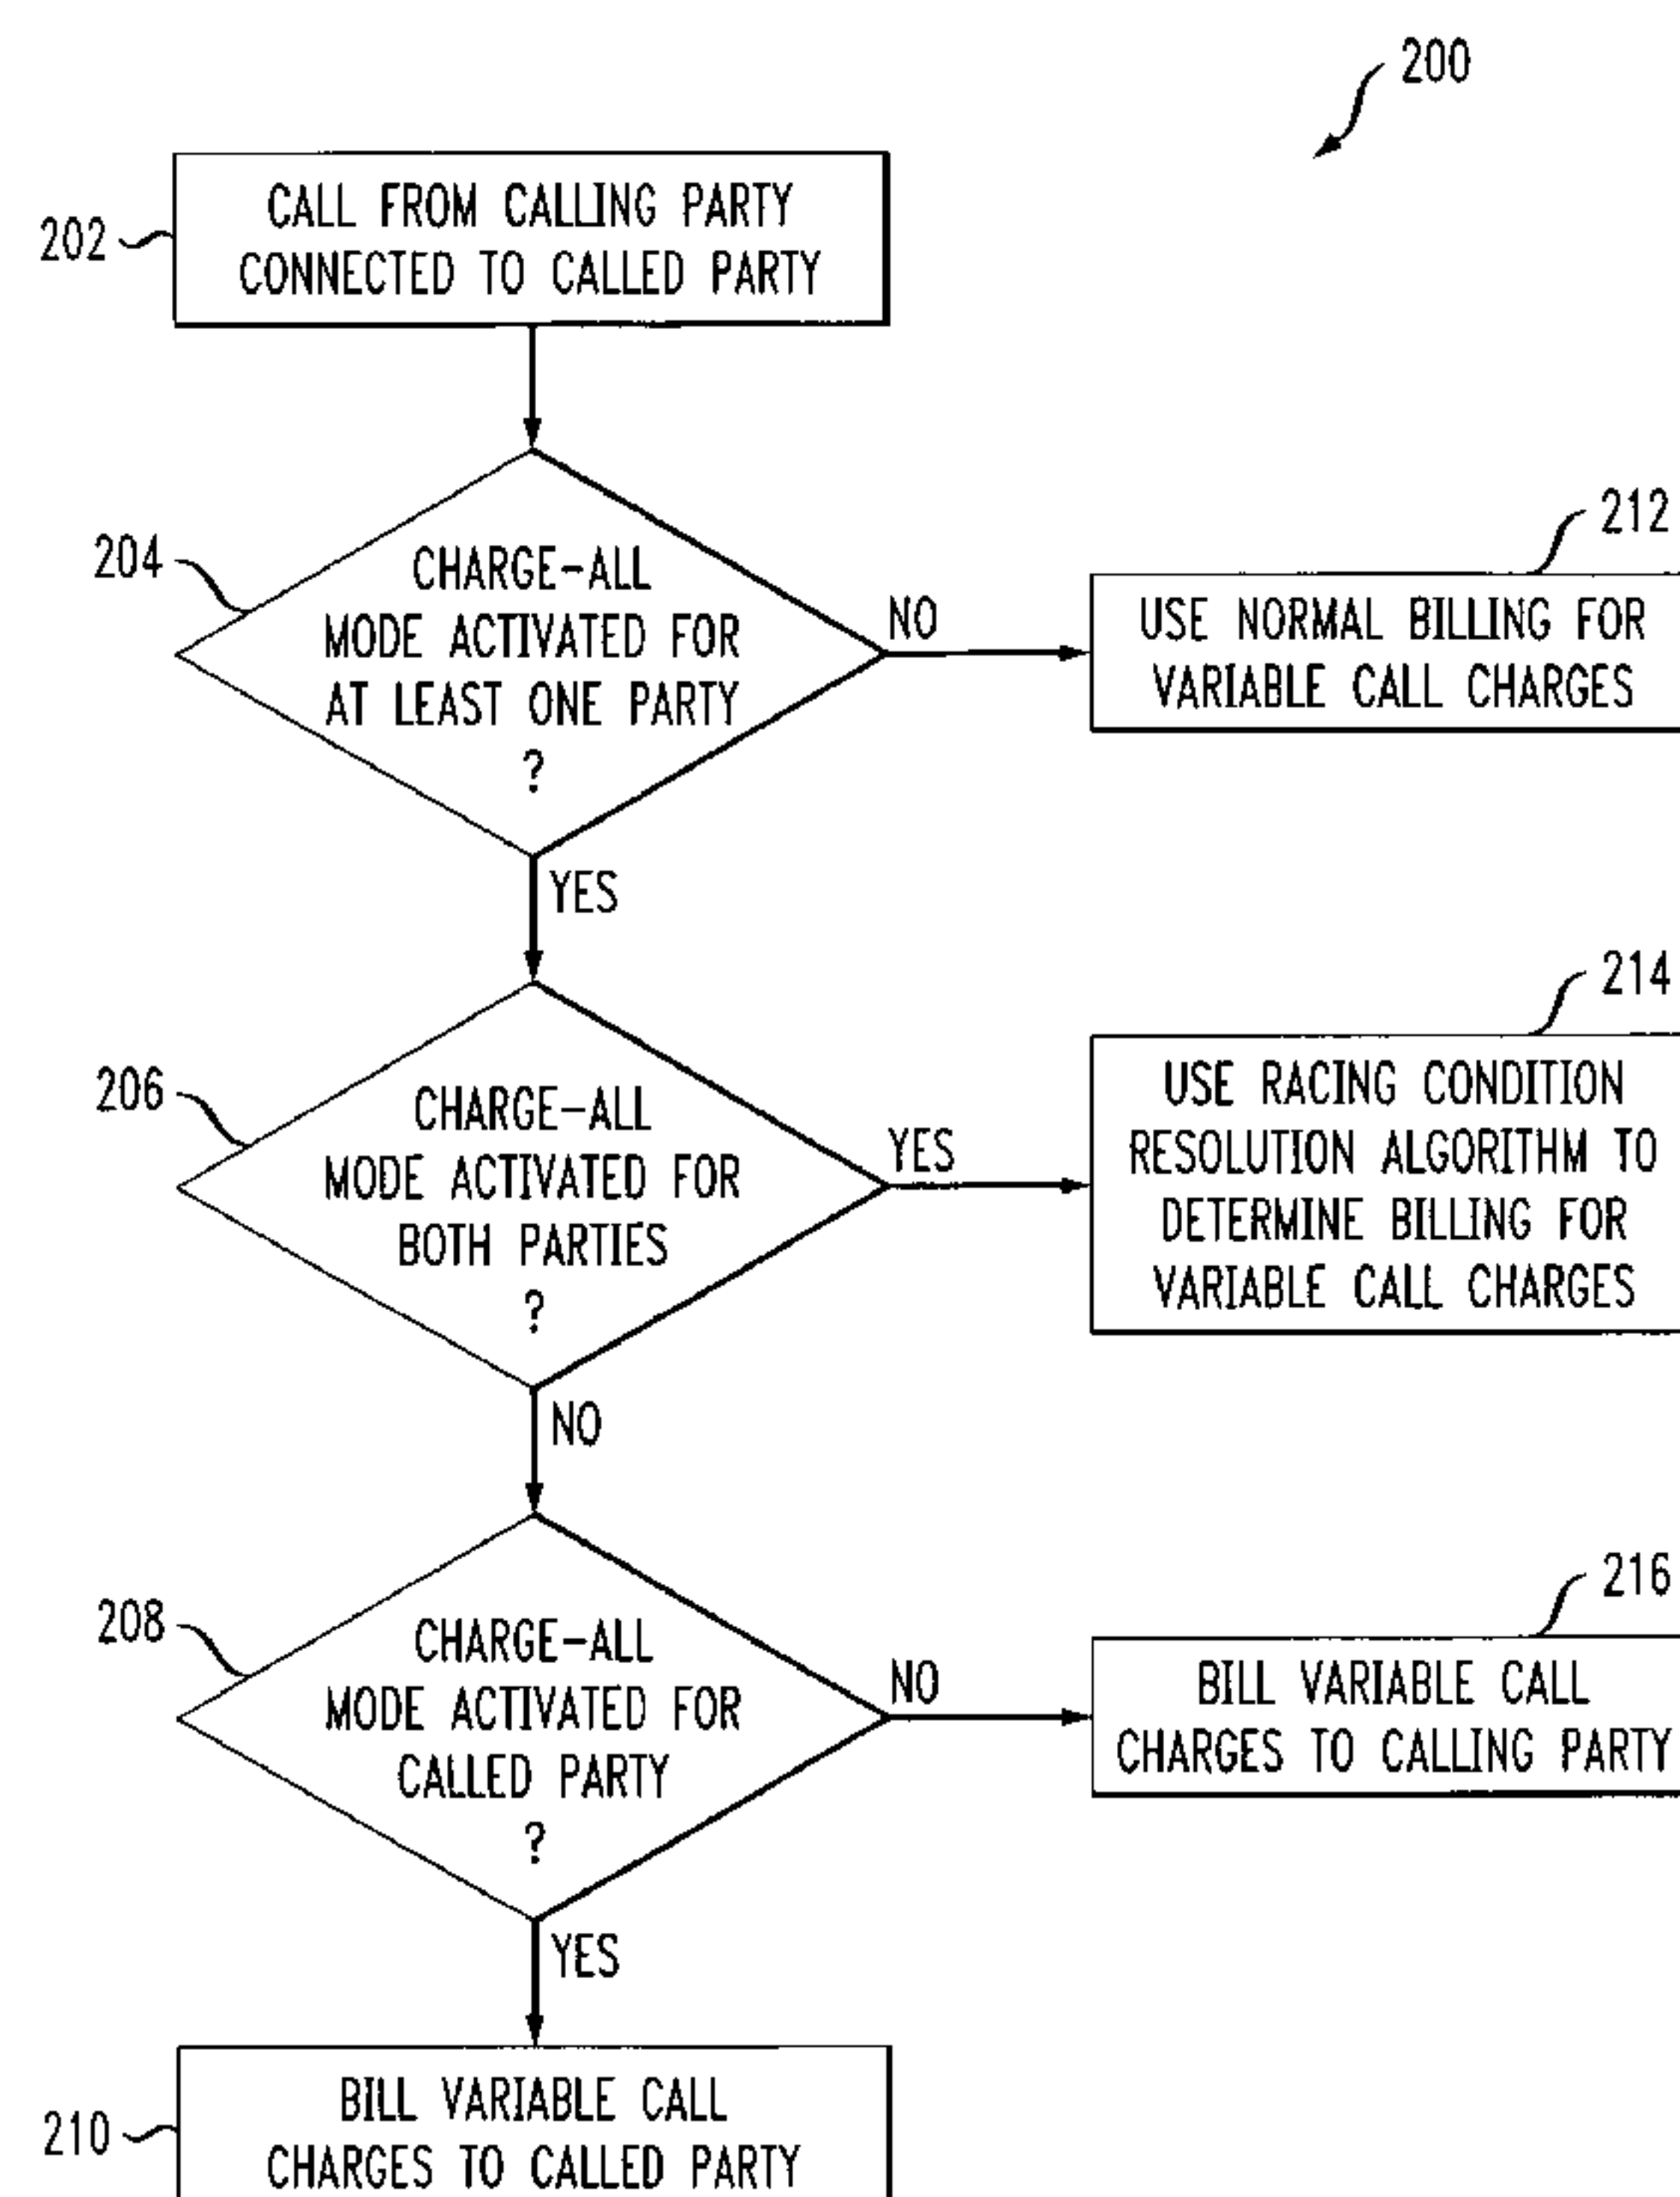 200
202
CALL FROM CALLING PARTY
CONNECTED TO CALLED PARTY
204
CHARGE-ALL
MODE ACTIVATED FOR
AT LEAST ONE PARTY
?
NO
212
USE NORMAL BILLING FOR
VARIABLE CALL CHARGES
YES
206
CHARGE-ALL
MODE ACTIVATED FOR
BOTH PARTIES
?
YES
214
USE RACING CONDITION
RESOLUTION ALGORITHM TO
DETERMINE BILLING FOR
VARIABLE CALL CHARGES
NO
208
CHARGE-ALL
MODE ACTIVATED FOR
CALLED PARTY
?
NO
216
BILL VARIABLE CALL
CHARGES TO CALLING PARTY
YES
210
BILL VARIABLE CALL
CHARGES TO CALLED PARTY